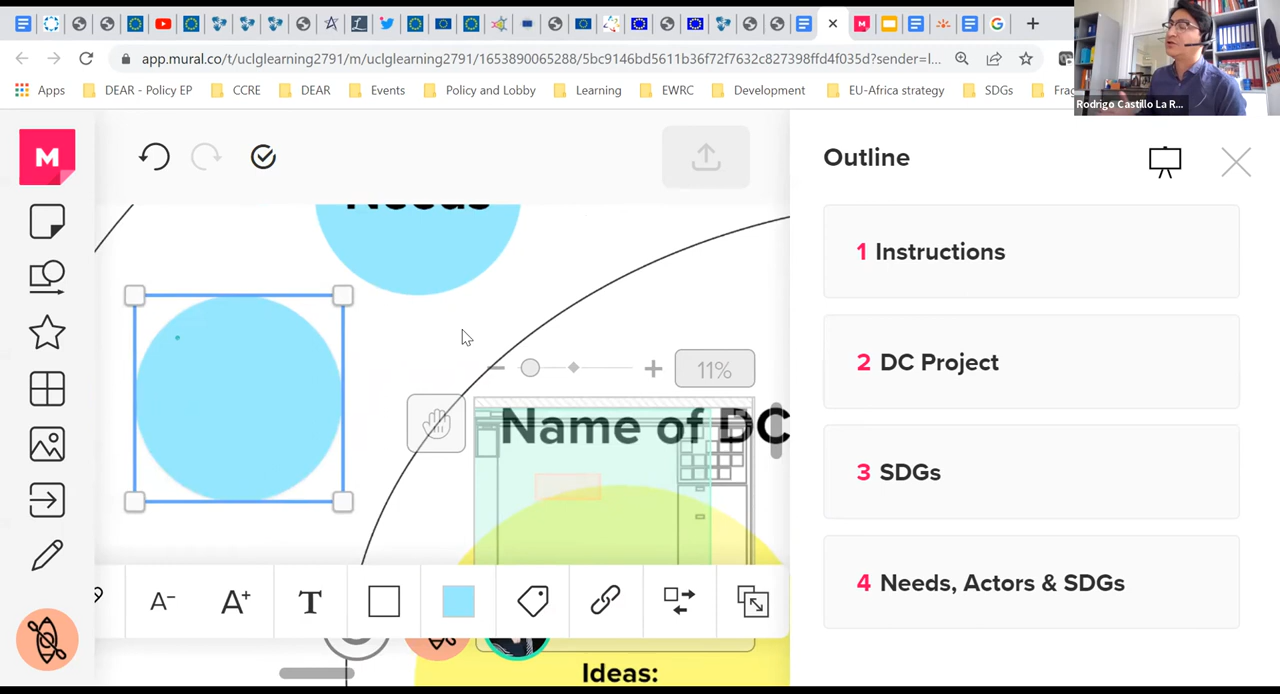 app.mural.co/t/uclglearning2791/m/uclglearning2791/1653890065288/5bc9146bd5611b36f72f7632c827398ffd4f035d?sender=I...
Apps
DEAR - Policy EP
CCRE
DEAR
Events
Policy and Lobby
Learning
EWRC
Development
EU-Africa strategy
SDGs
Frag
Rodrigo Castillo La R...
M
Outline
Needs
1 Instructions
2 DC Project
3 SDGs
4 Needs, Actors & SDGs
11%
Name of DC
A-
A+
T
Ideas: